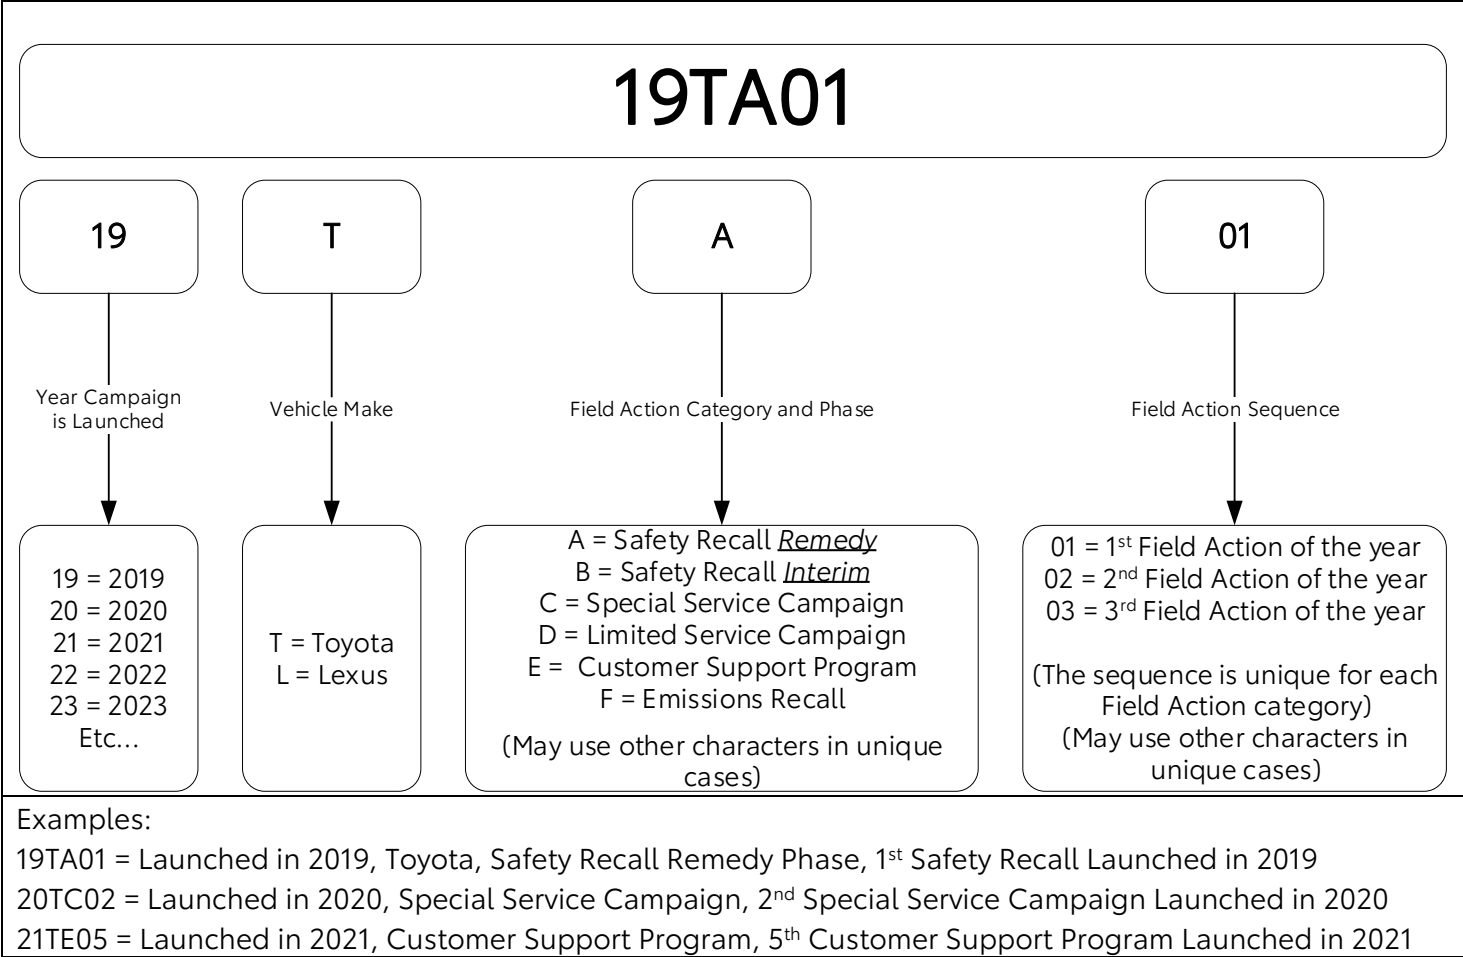 19TA01
19
T
A
01
Year Campaign
is Launched
Vehicle Make
Field Action Category and Phase
Field Action Sequence
19 = 2019
20 = 2020
21 = 2021
22 = 2022
23 = 2023
Etc...
T = Toyota
L = Lexus
A = Safety Recall Remedy
B = Safety Recall Interim
C = Special Service Campaign
D = Limited Service Campaign
E = Customer Support Program
F = Emissions Recall
(May use other characters in unique
cases)
01 = 1st Field Action of the year
02 = 2nd Field Action of the year
03 = 3rd Field Action of the year
(The sequence is unique for each
Field Action category)
(May use other characters in
unique cases)
Examples:
19TA01 = Launched in 2019, Toyota, Safety Recall Remedy Phase, 1st Safety Recall Launched in 2019
20TC02 = Launched in 2020, Special Service Campaign, 2nd Special Service Campaign Launched in 2020
21TE05 = Launched in 2021, Customer Support Program, 5th Customer Support Program Launched in 2021